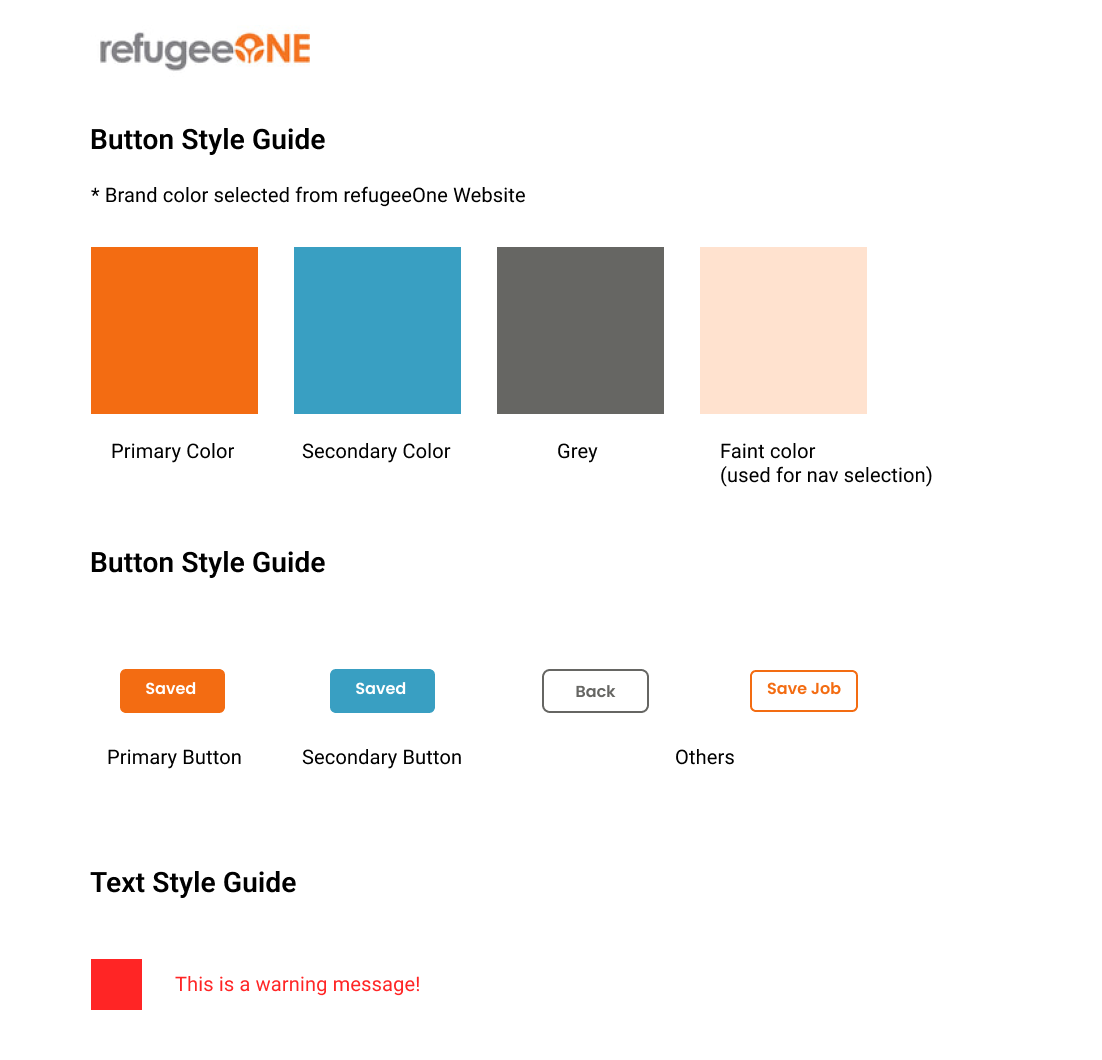 refugeeONE
Button Style Guide
* Brand color selected from refugeeOne Website
Primary Color
Secondary Color
Grey
Faint color
(used for nav selection)
Button Style Guide
Saved
Saved
Back
Save Job
Primary Button
Secondary Button
Others
Text Style Guide
This is a warning message!